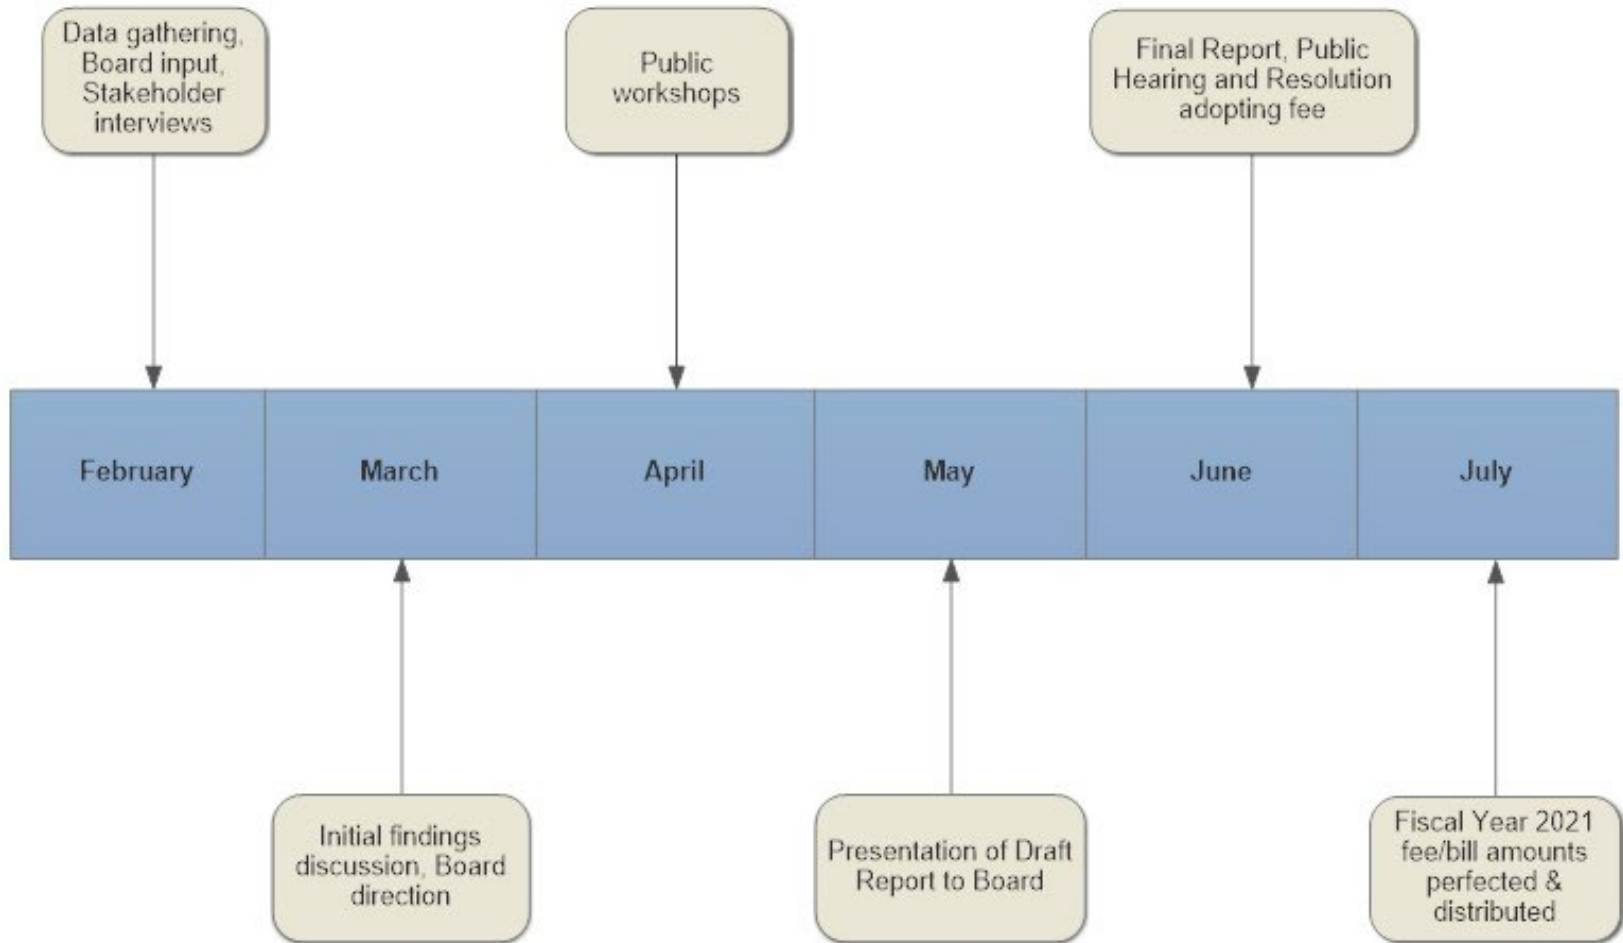 Data gathering,
Board input,
Stakeholder
interviews
Public
workshops
Final Report, Public
Hearing and Resolution
adopting fee
February
March
April
May
June
July
Initial findings
discussion, Board
direction
Presentation of Draft
Report to Board
Fiscal Year 2021
fee/bill amounts
perfected &
distributed